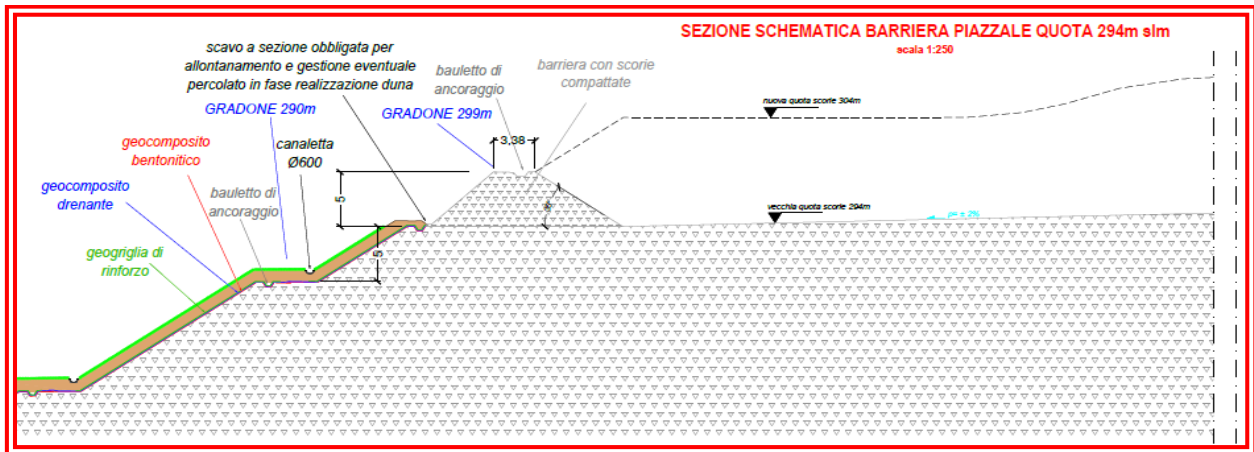 SEZIONE SCHEMATICA BARRIERA PIAZZALE QUOTA 294m slm
scala 1:250
scavo a sezione obbligata per
allontanamento e gestione eventuale
percolato in fase realizzazione duna
bauletto di
ancoraggio
barriera con scorie
compattate
GRADONE 290m
GRADONE 299m
nuova quota scorie 304m
geocomposito
bentonitico
canaletta
Ø600
3,38
geocomposito
drenante
bauletto di
ancoraggio
5
vecchia quota scorie 294m
geogriglia di
rinforzo
5